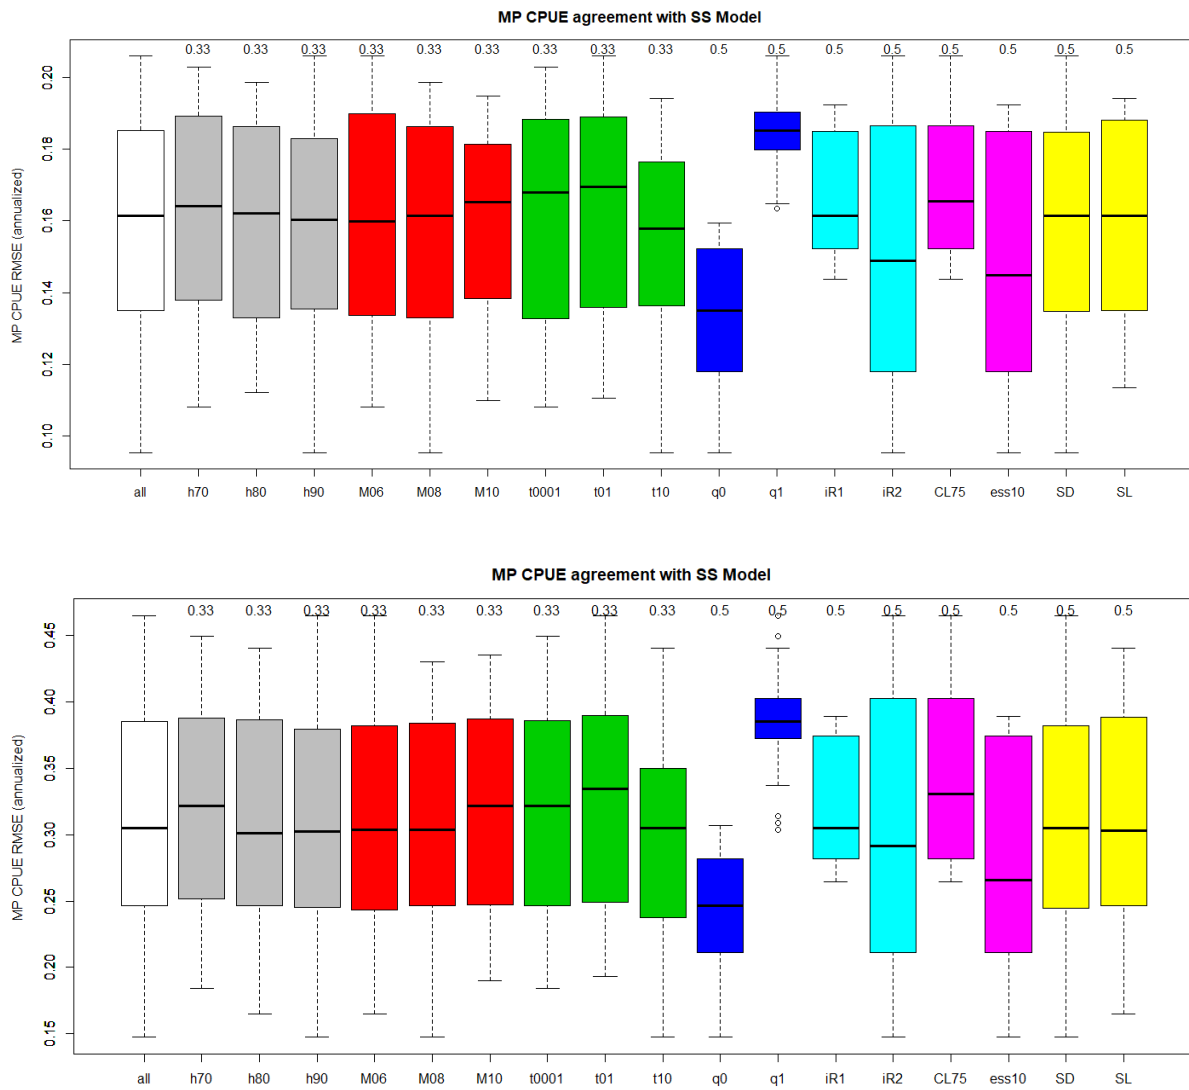 MP CPUE agreement with SS Model
0.33 0.33 0.33 0.33 0.33 0.33 0.33 0.33 0.33 0.5 0.5 0.5 0.5 0.5 0.5 0.5 0.5
MP CPUE RMSE (annualized)
0.20
0.18
0.16
0.14
0.12
0.10
all h70 h80 h90 M06 M08 M10 t0001 t01 t10 q0 q1 iR1 iR2 CL75 ess10 SD SL
MP CPUE agreement with SS Model
0.33 0.33 0.33 0.33 0.33 0.33 0.33 0.33 0.33 0.5 0.5 0.5 0.5 0.5 0.5 0.5 0.5
MP CPUE RMSE (annualized)
0.45
0.40
0.35
0.30
0.25
0.20
0.15
all h70 h80 h90 M06 M08 M10 t0001 t01 t10 q0 q1 iR1 iR2 CL75 ess10 SD SL